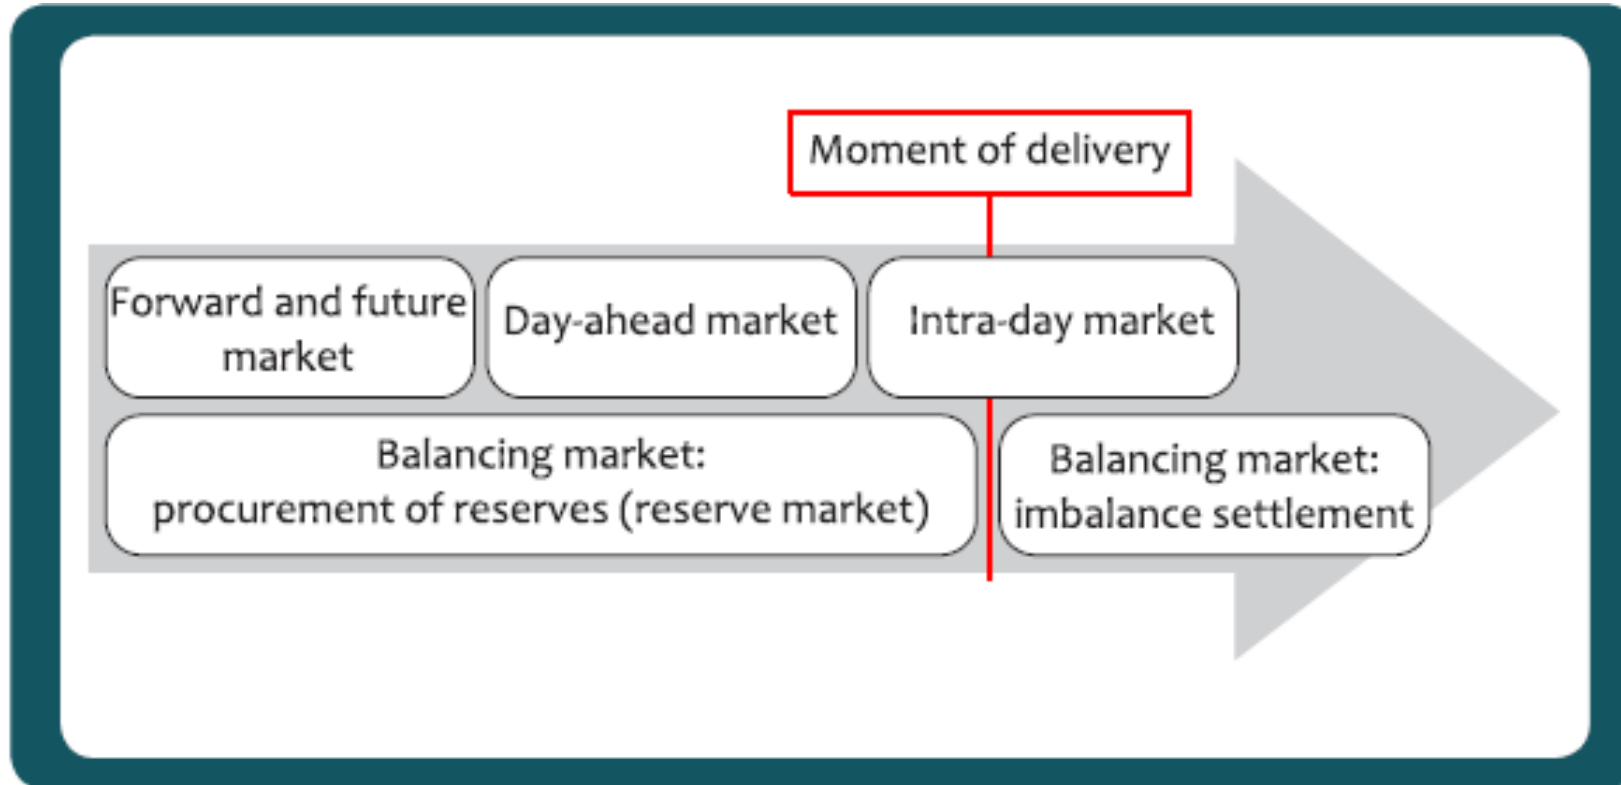 Moment of delivery
Forward and future
market
Day-ahead market
Intra-day market
Balancing market:
procurement of reserves (reserve market)
Balancing market:
imbalance settlement